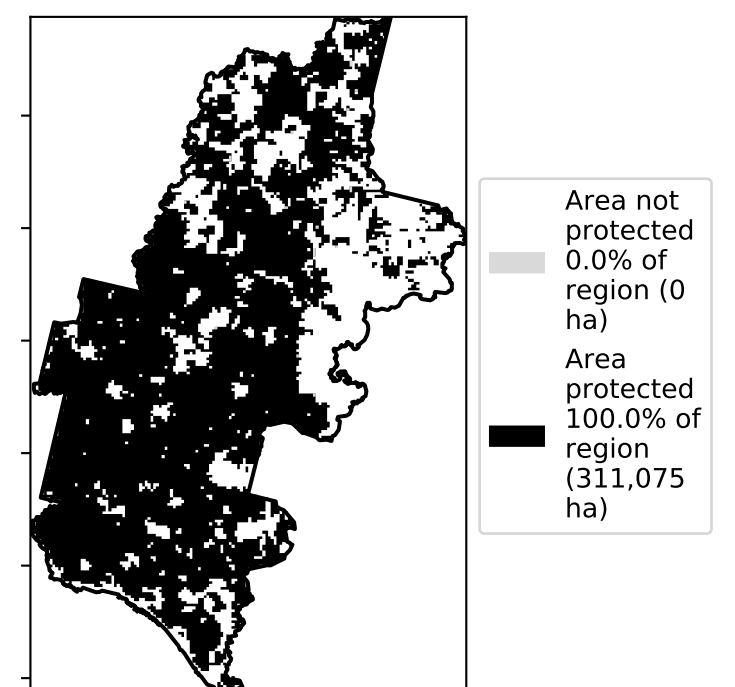 Area not
protected
0.0% of
region (0
ha)
Area
protected
100.0% of
region
(311,075
ha)